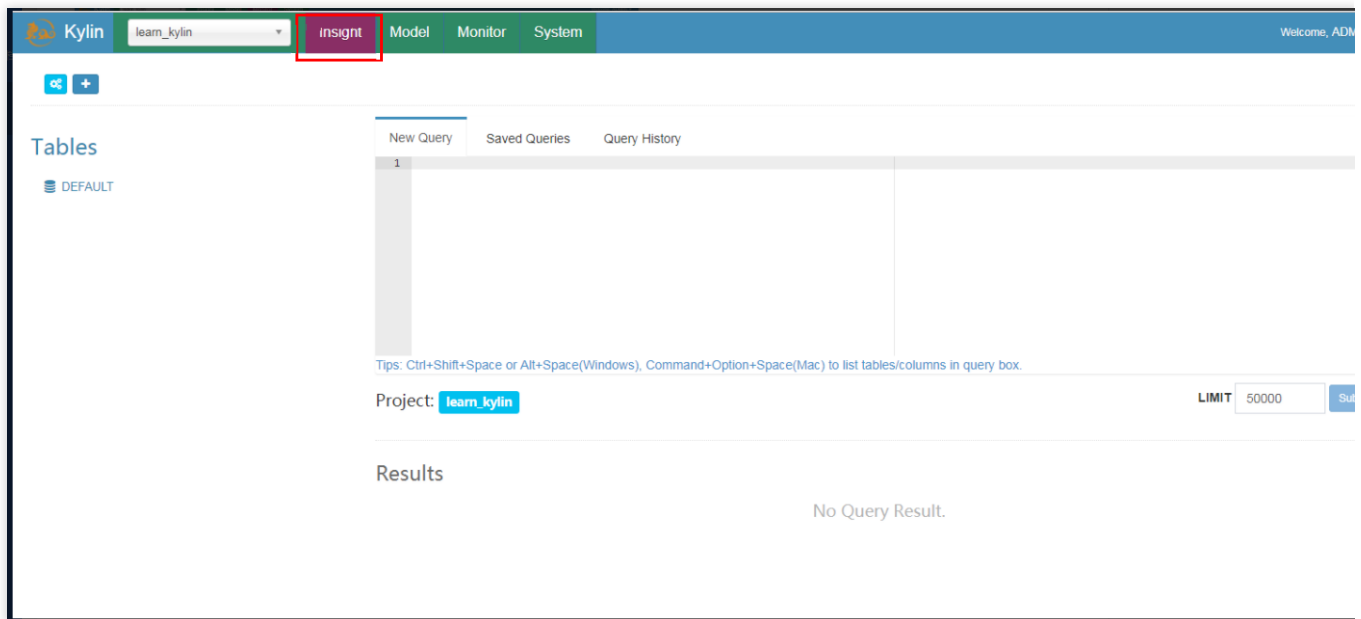 Kylin learn_kylin Insight Model Monitor System Welcome, ADM
Tables
DEFAULT
New Query Saved Queries Query History
1
Tips: Ctrl+Shift+Space or Alt+Space(Windows), Command+Option+Space(Mac) to list tables/columns in query box.
Project: learn_kylin
LIMIT 50000 Sub
Results
No Query Result.